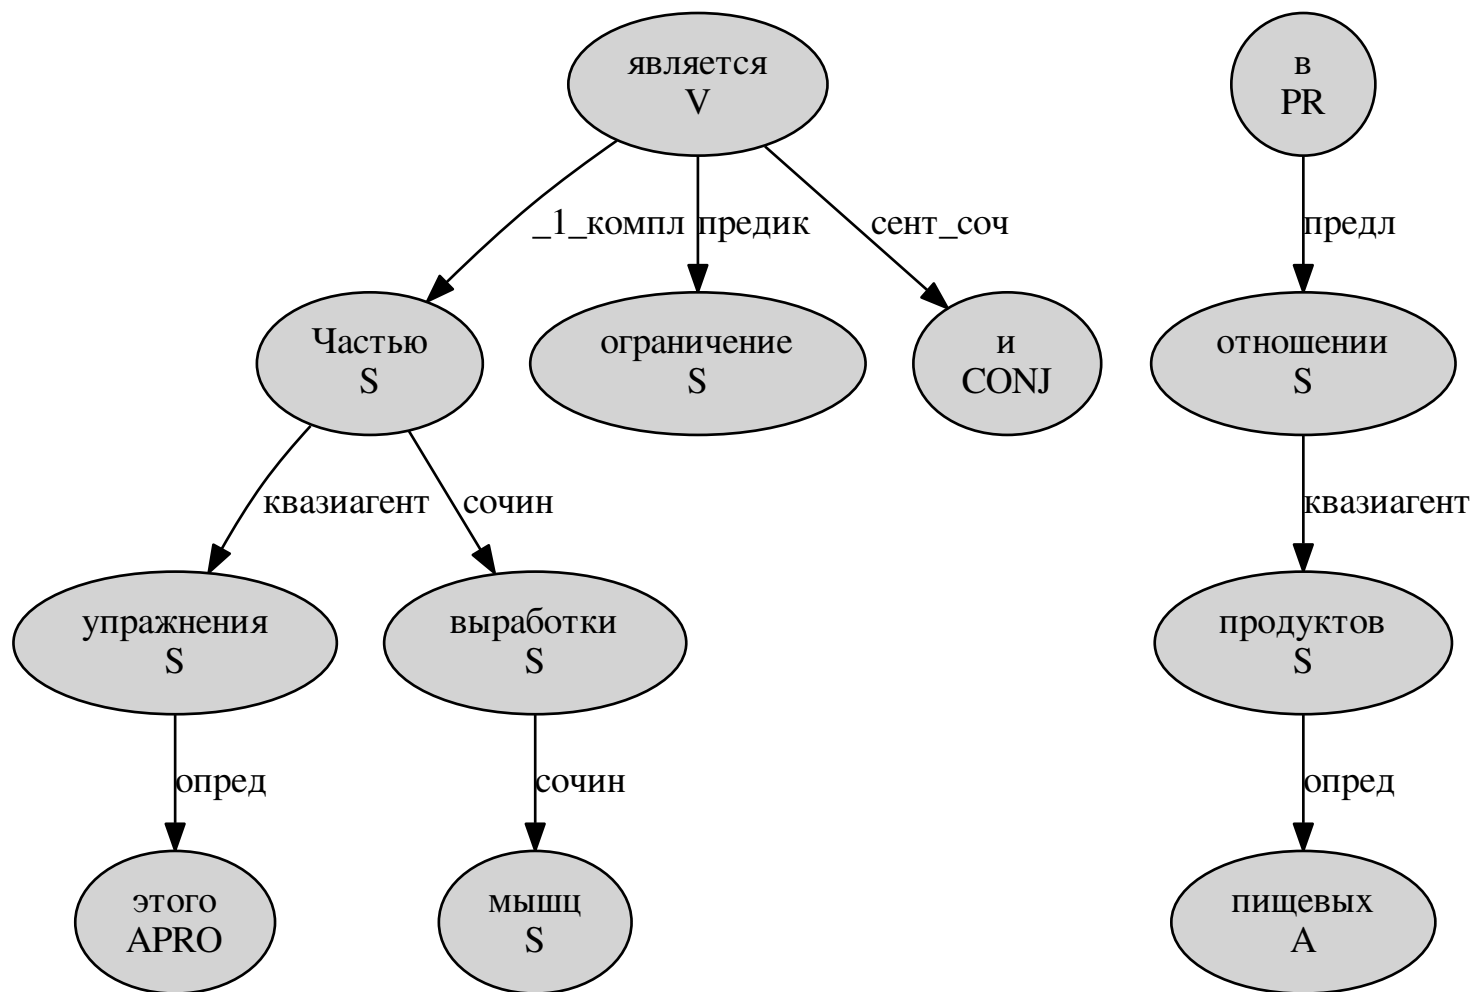 является
V
в
PR
_1_компл
предик
сент_соч
предл
Частью
S
ограничение
S
и
CONJ
отношении
S
квазиагент
сочин
квазиагент
упражнения
S
выработки
S
продуктов
S
опред
сочин
опред
этого
APRO
мышц
S
пищевых
A